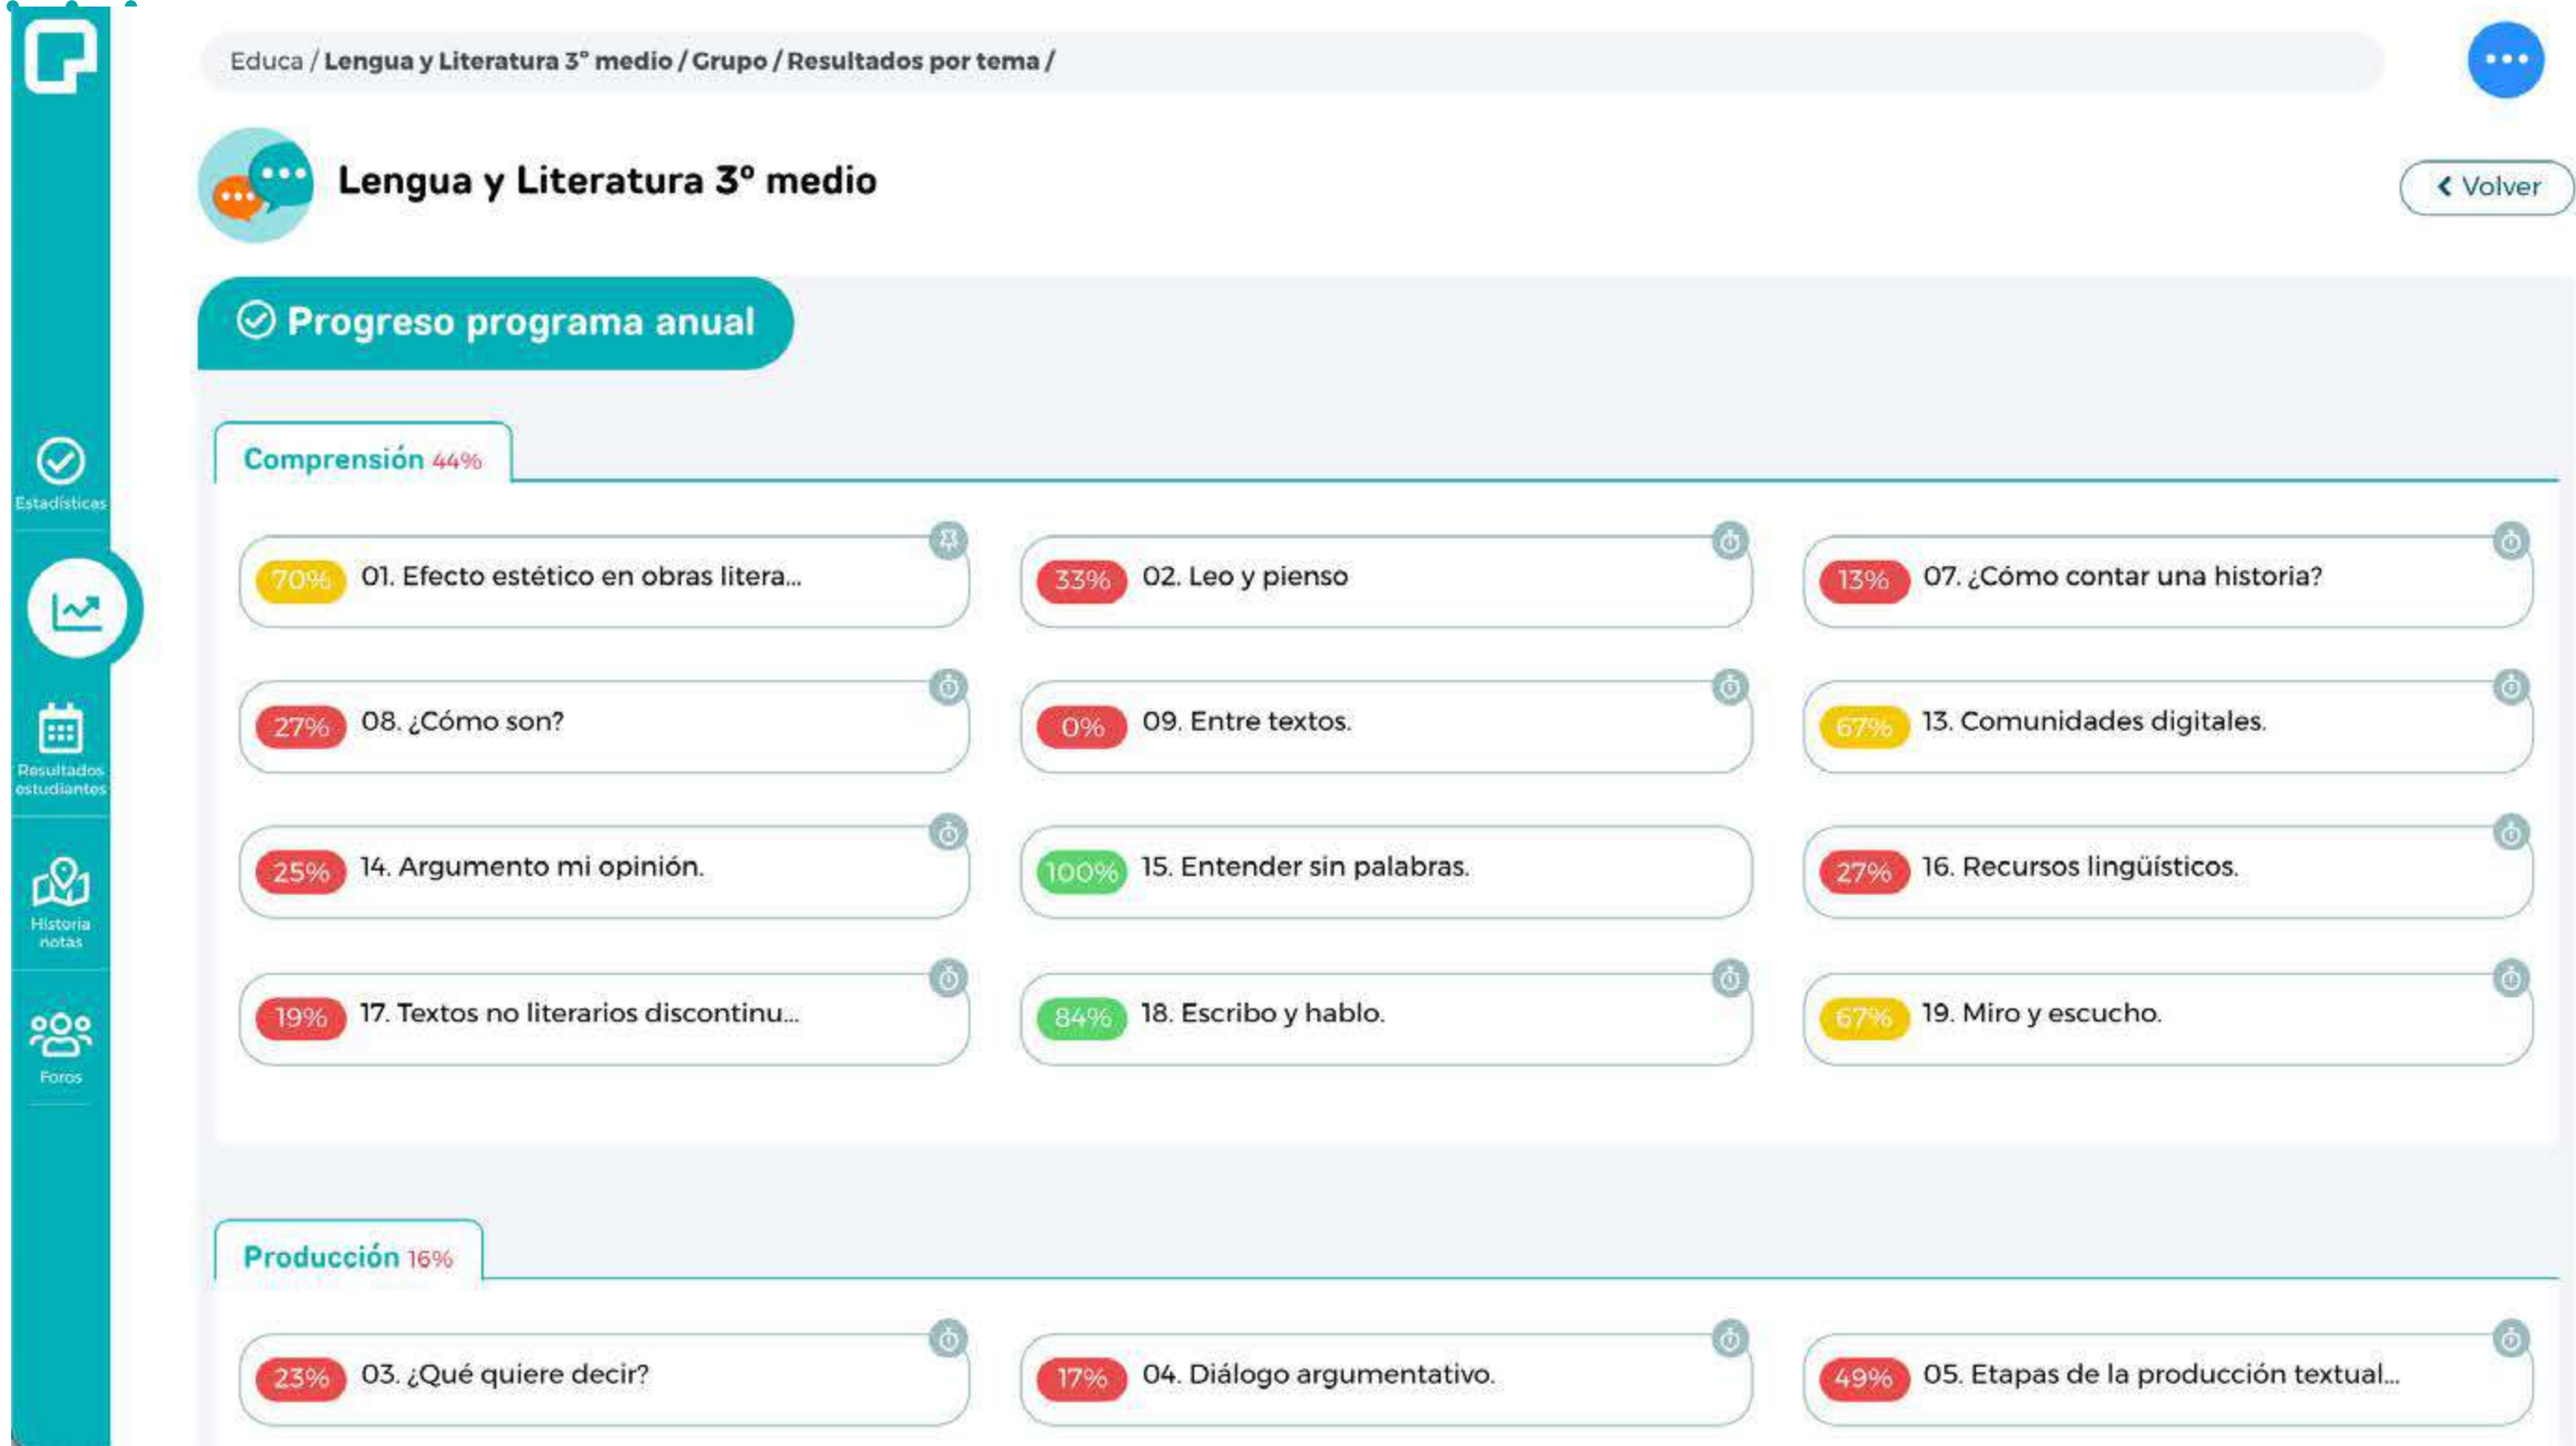 Educa / Lengua y Literatura 3º medio / Grupo / Resultados por tema /
Lengua y Literatura 3º medio
Volver
Progreso programa anual
Comprensión 44%
70% 01. Efecto estético en obras litera...
33% 02. Leo y pienso
13% 07. ¿Cómo contar una historia?
27% 08. ¿Cómo son?
0% 09. Entre textos.
67% 13. Comunidades digitales.
25% 14. Argumento mi opinión.
100% 15. Entender sin palabras.
27% 16. Recursos lingüísticos.
19% 17. Textos no literarios discontinu...
84% 18. Escribo y hablo.
67% 19. Miro y escucho.
Producción 16%
23% 03. ¿Qué quiere decir?
17% 04. Diálogo argumentativo.
49% 05. Etapas de la producción textual...
Estadísticas
Resultados
estudiantes
Historia
notas
Foros